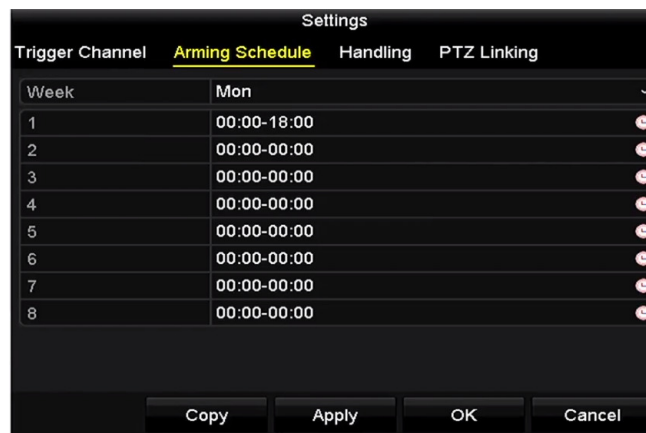 Settings
Trigger Channel Arming Schedule Handling PTZ Linking
Week Mon
1 00:00-18:00
2 00:00-00:00
3 00:00-00:00
4 00:00-00:00
5 00:00-00:00
6 00:00-00:00
7 00:00-00:00
8 00:00-00:00
Copy Apply OK Cancel